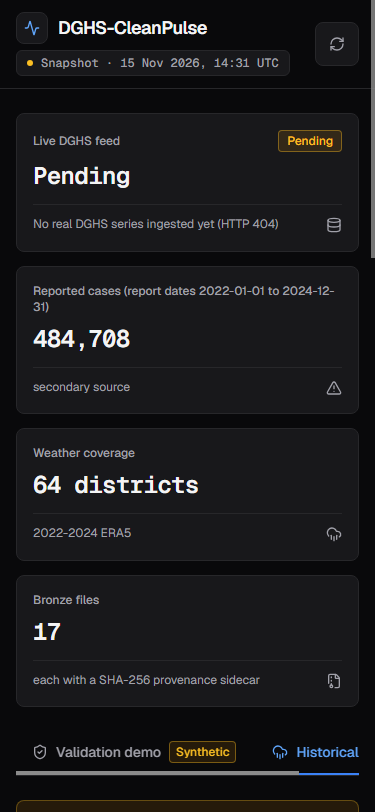 DGHS-CleanPulse
Snapshot · 15 Nov 2026, 14:31 UTC
Live DGHS feed
Pending
Pending
No real DGHS series ingested yet (HTTP 404)
Reported cases (report dates 2022-01-01 to 2024-12-
31)
484,708
secondary source
Weather coverage
64 districts
2022-2024 ERA5
Bronze files
17
each with a SHA-256 provenance sidecar
Validation demo
Synthetic
Historical